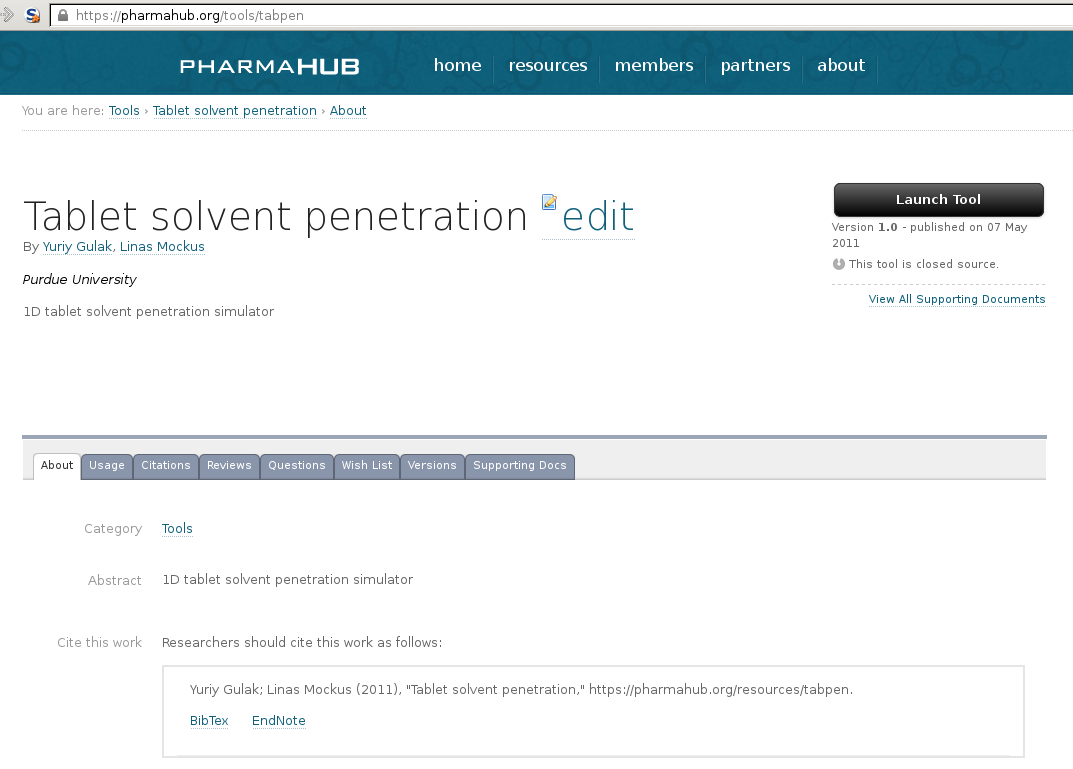 https://pharmahub.org/tools/tabpen
PHARMAHUB
home resources members partners about
You are here: Tools › Tablet solvent penetration › About
Tablet solvent penetration edit
By Yuriy Gulak, Linas Mockus
Purdue University
1D tablet solvent penetration simulator
Launch Tool
Version 1.0 - published on 07 May
2011
This tool is closed source.
View All Supporting Documents
About Usage Citations Reviews Questions Wish List Versions Supporting Docs
Category Tools
Abstract 1D tablet solvent penetration simulator
Cite this work Researchers should cite this work as follows:
Yuriy Gulak; Linas Mockus (2011), "Tablet solvent penetration," https://pharmahub.org/resources/tabpen.
BibTex EndNote